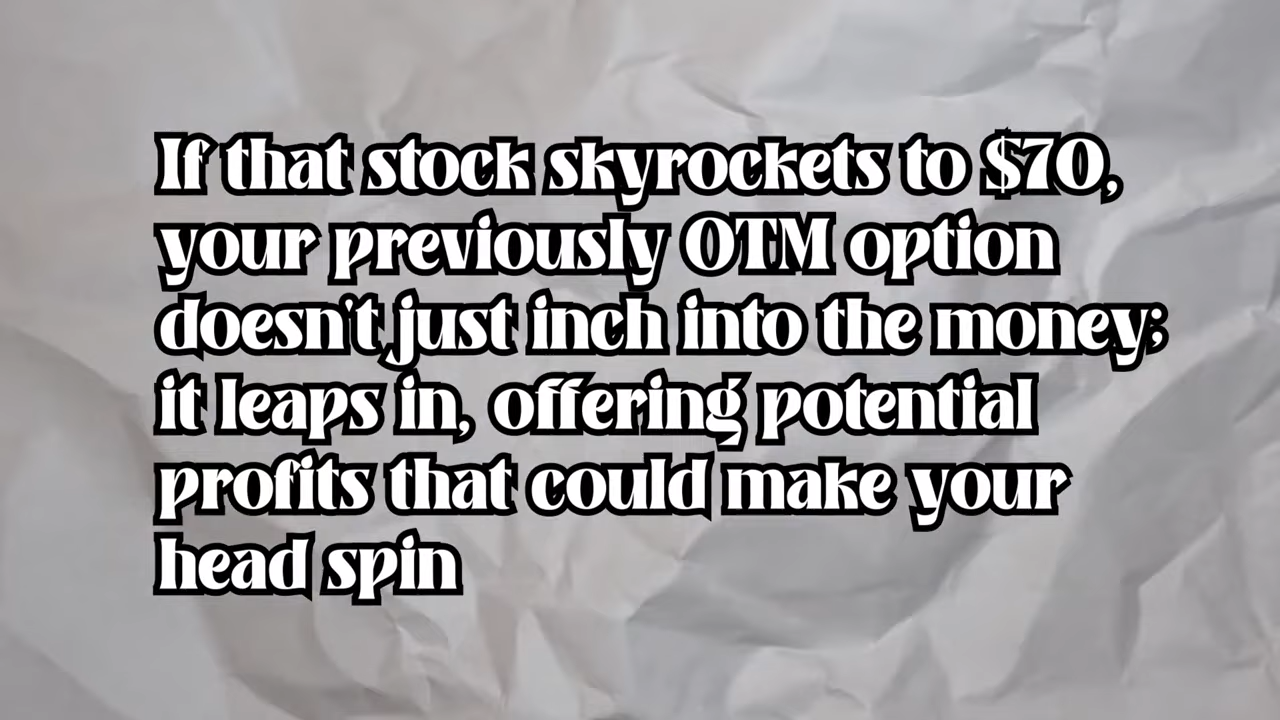 If that stock skyrockets to $70,
your previously OTM option
doesn't just inch into the money;
it leaps in, offering potential
profits that could make your
head spin